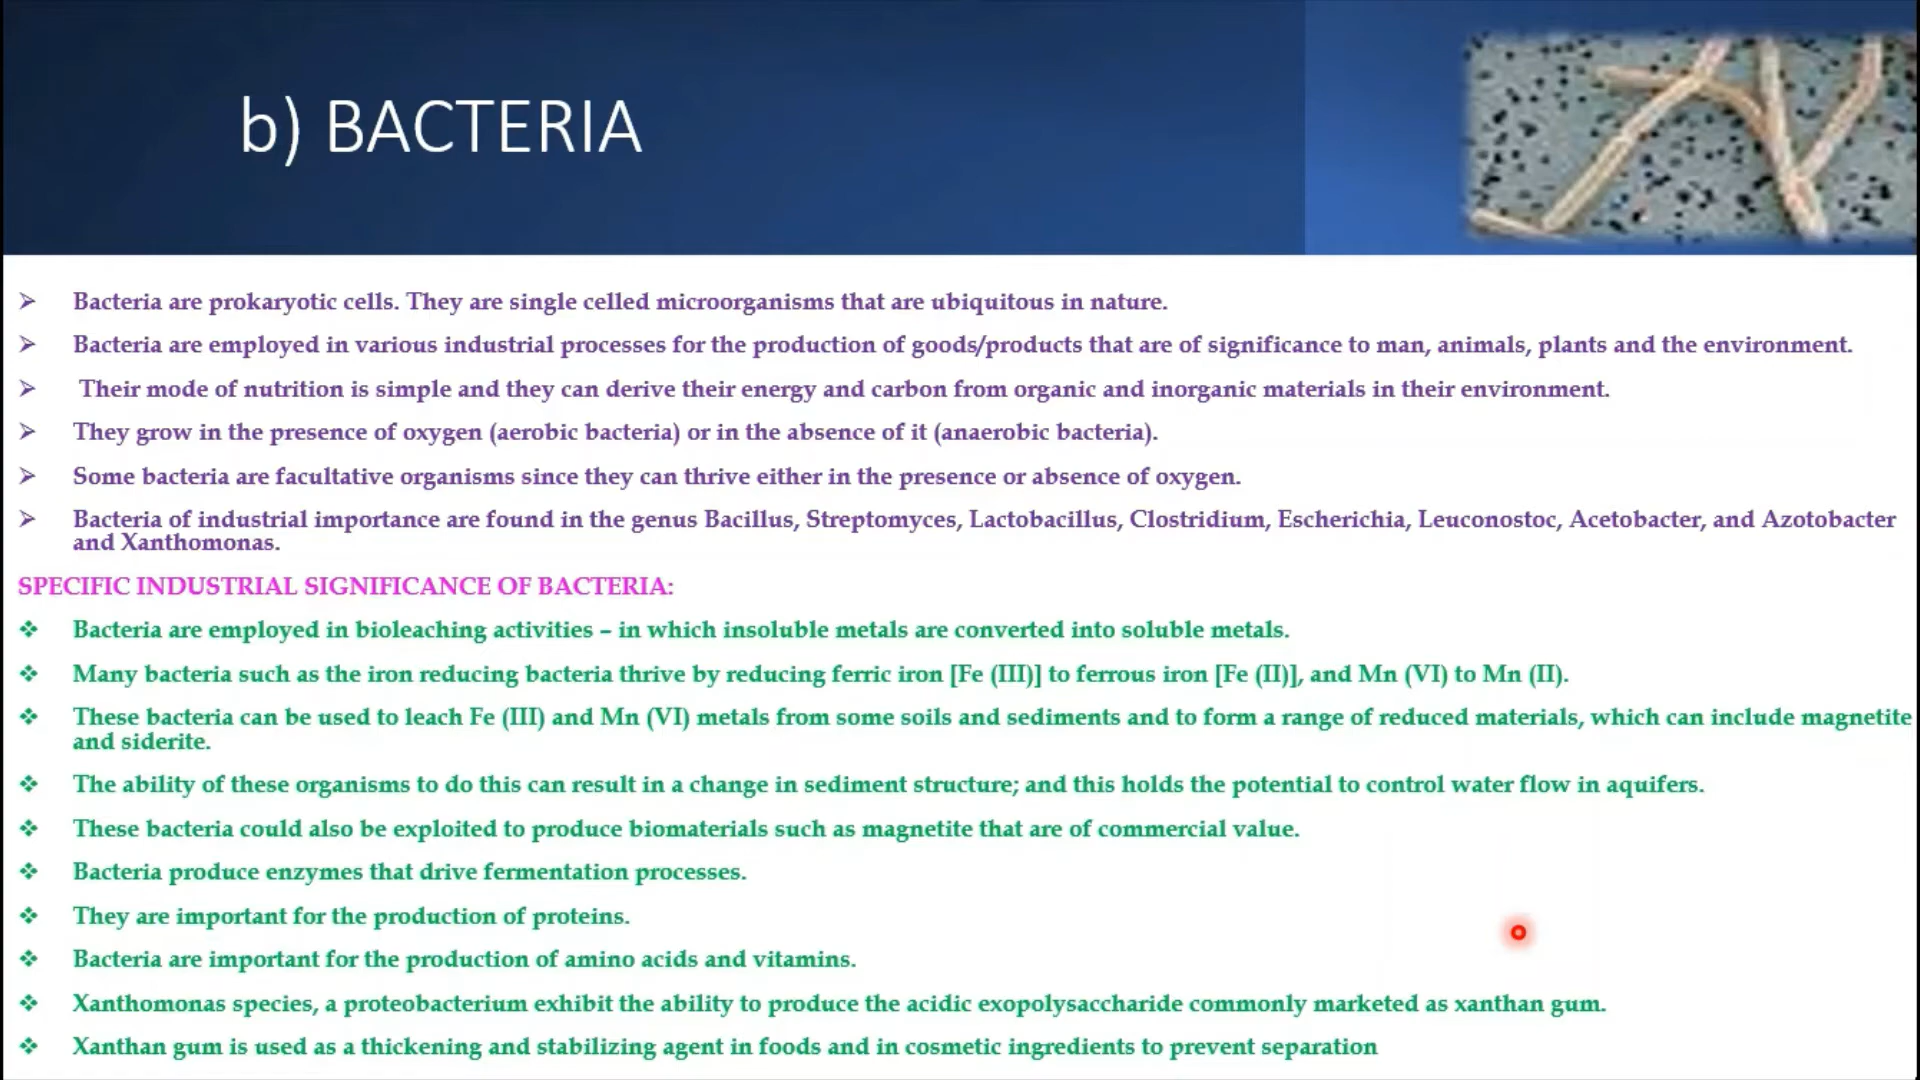 b) BACTERIA
➢ Bacteria are prokaryotic cells. They are single celled microorganisms that are ubiquitous in nature.
➢ Bacteria are employed in various industrial processes for the production of goods/products that are of significance to man, animals, plants and the environment.
➢ Their mode of nutrition is simple and they can derive their energy and carbon from organic and inorganic materials in their environment.
➢ They grow in the presence of oxygen (aerobic bacteria) or in the absence of it (anaerobic bacteria).
➢ Some bacteria are facultative organisms since they can thrive either in the presence or absence of oxygen.
➢ Bacteria of industrial importance are found in the genus Bacillus, Streptomyces, Lactobacillus, Clostridium, Escherichia, Leuconostoc, Acetobacter, and Azotobacter
and Xanthomonas.
SPECIFIC INDUSTRIAL SIGNIFICANCE OF BACTERIA:
❖ Bacteria are employed in bioleaching activities – in which insoluble metals are converted into soluble metals.
❖ Many bacteria such as the iron reducing bacteria thrive by reducing ferric iron [Fe (III)] to ferrous iron [Fe (II)], and Mn (VI) to Mn (II).
❖ These bacteria can be used to leach Fe (III) and Mn (VI) metals from some soils and sediments and to form a range of reduced materials, which can include magnetite
and siderite.
❖ The ability of these organisms to do this can result in a change in sediment structure; and this holds the potential to control water flow in aquifers.
❖ These bacteria could also be exploited to produce biomaterials such as magnetite that are of commercial value.
❖ Bacteria produce enzymes that drive fermentation processes.
❖ They are important for the production of proteins.
❖ Bacteria are important for the production of amino acids and vitamins.
❖ Xanthomonas species, a proteobacterium exhibit the ability to produce the acidic exopolysaccharide commonly marketed as xanthan gum.
❖ Xanthan gum is used as a thickening and stabilizing agent in foods and in cosmetic ingredients to prevent separation